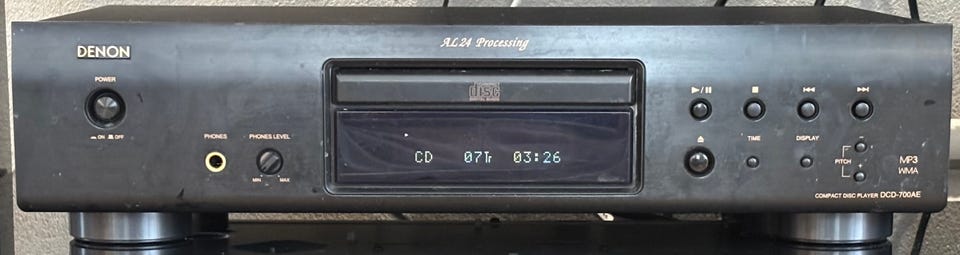 DENON
AL24 Processing
POWER
ON OFF
PHONES
PHONES LEVEL
MIN MAX
disc
CD 07Tr 03:26
TIME
DISPLAY
PITCH
- +
MP3
WMA
COMPACT DISC PLAYER DCD-700AE